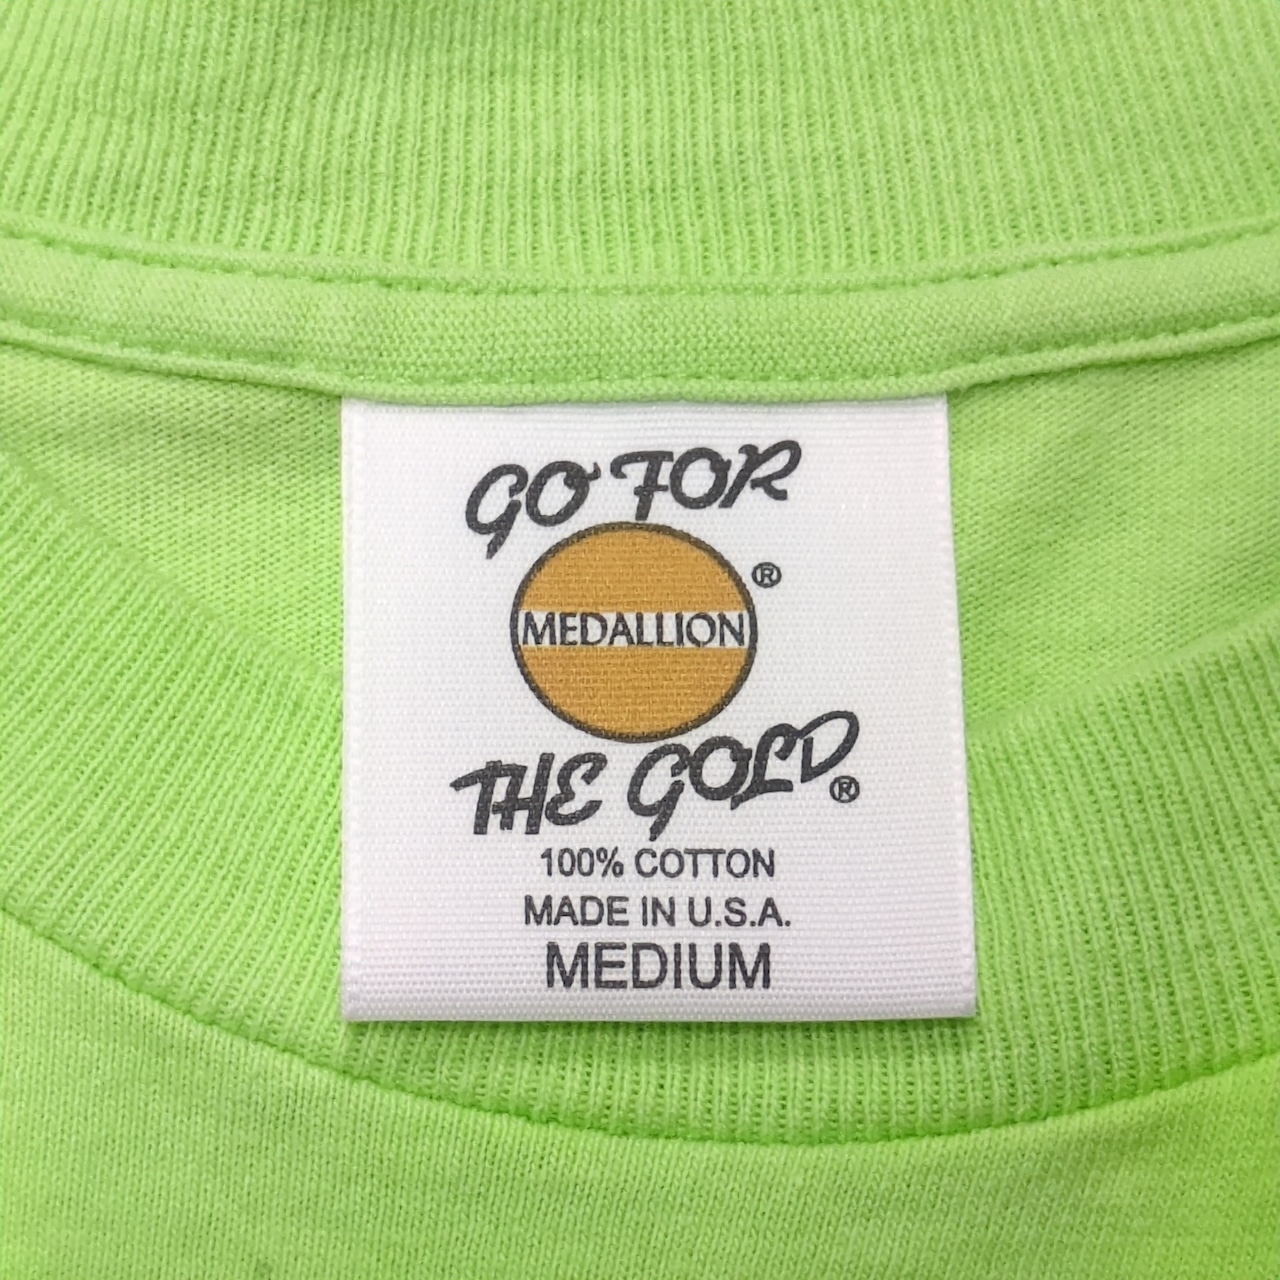 GO FOR
MEDALLION®
THE GOLD®
100% COTTON
MADE IN U.S.A.
MEDIUM